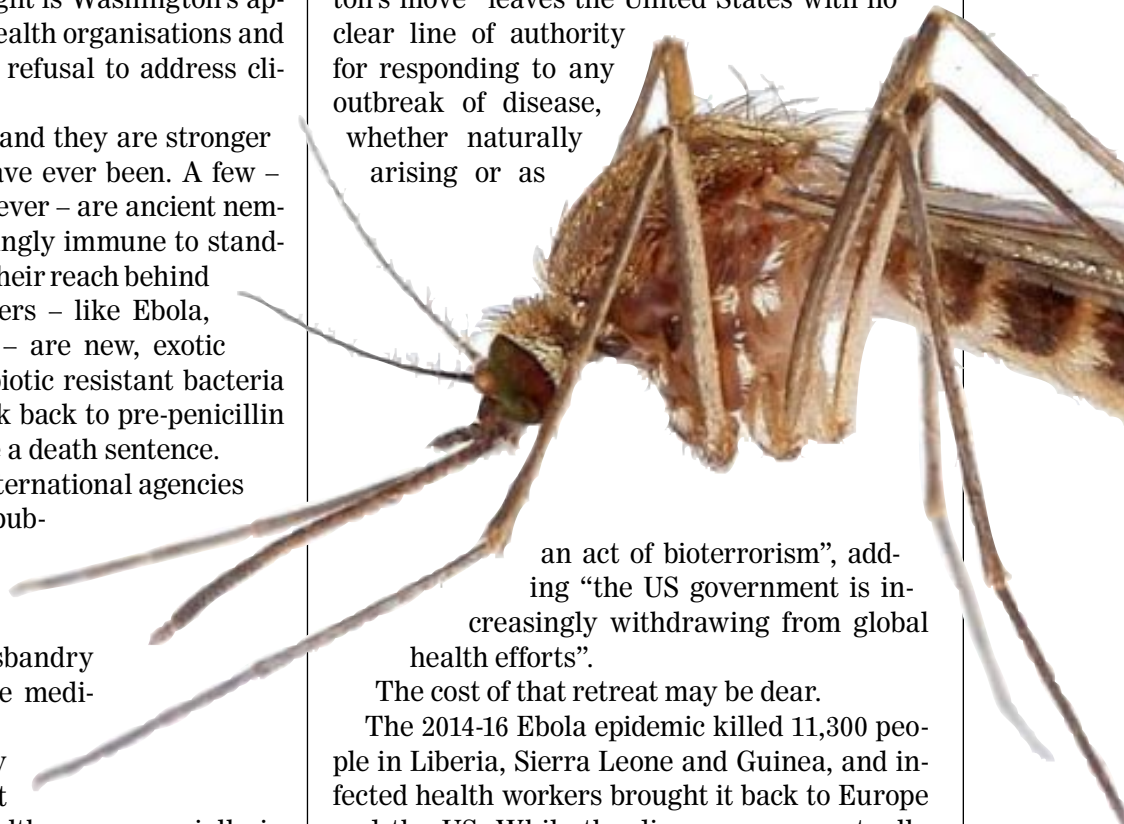 ght is Washington's ap-
ealth organisations and
refusal to address cli-
and they are stronger
ave ever been. A few –
ever – are ancient nem-
ngly immune to stand-
heir reach behind
ers – like Ebola,
– are new, exotic
biotic resistant bacteria
k back to pre-penicillin
e a death sentence.
ternational agencies
pub-
sbandry
e medi-
y
t
ton's move “leaves the United States with no
clear line of authority
for responding to any
outbreak of disease,
whether naturally
arising or as
an act of bioterrorism”, add-
ing “the US government is in-
creasingly withdrawing from global
health efforts”.
The cost of that retreat may be dear.
The 2014-16 Ebola epidemic killed 11,300 peo-
ple in Liberia, Sierra Leone and Guinea, and in-
fected health workers brought it back to Europe